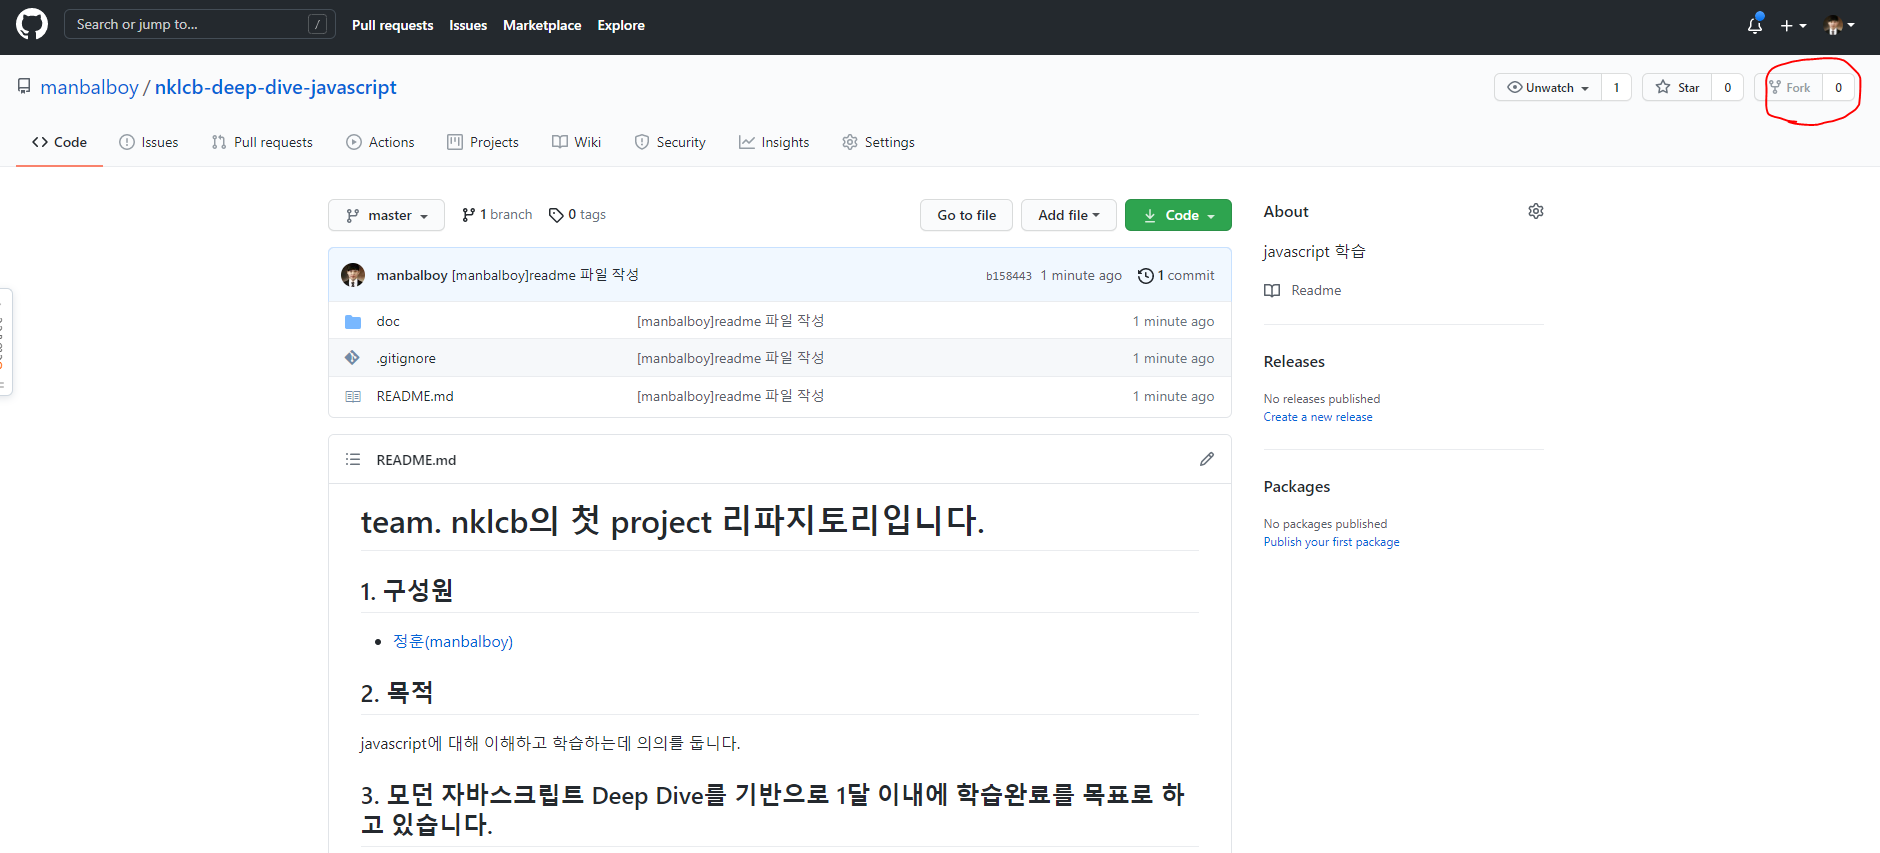 Search or jump to... /
Pull requests Issues Marketplace Explore
manbalboy / nklcb-deep-dive-javascript
Unwatch 1 Star 0 Fork 0
Code Issues Pull requests Actions Projects Wiki Security Insights Settings
master 1 branch 0 tags
Go to file Add file Code
manbalboy [manbalboy]readme 파일 작성 b158443 1 minute ago 1 commit
doc [manbalboy]readme 파일 작성 1 minute ago
.gitignore [manbalboy]readme 파일 작성 1 minute ago
README.md [manbalboy]readme 파일 작성 1 minute ago
README.md
team. nklcb의 첫 project 리파지토리입니다.
1. 구성원
• 정훈(manbalboy)
2. 목적
javascript에 대해 이해하고 학습하는데 의의를 둡니다.
3. 모던 자바스크립트 Deep Dive를 기반으로 1달 이내에 학습완료를 목표로 하
고 있습니다.
About
javascript 학습
Readme
Releases
No releases published
Create a new release
Packages
No packages published
Publish your first package